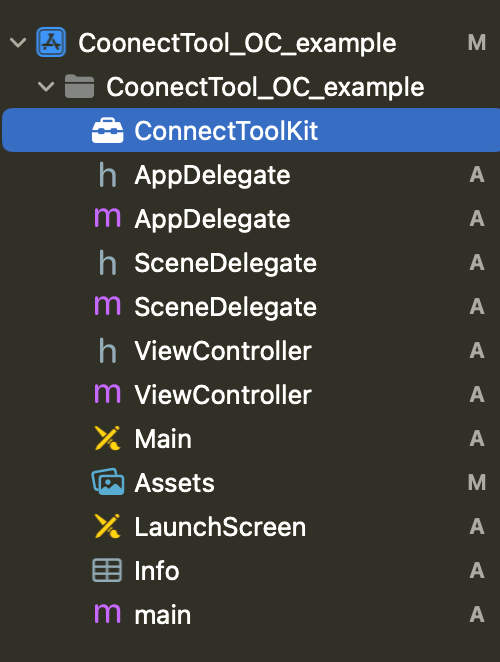 CoonectTool_OC_example M
CoonectTool_OC_example
ConnectToolKit
h AppDelegate A
m AppDelegate A
h SceneDelegate A
m SceneDelegate A
h ViewController A
m ViewController A
Main A
Assets M
LaunchScreen A
Info A
m main A